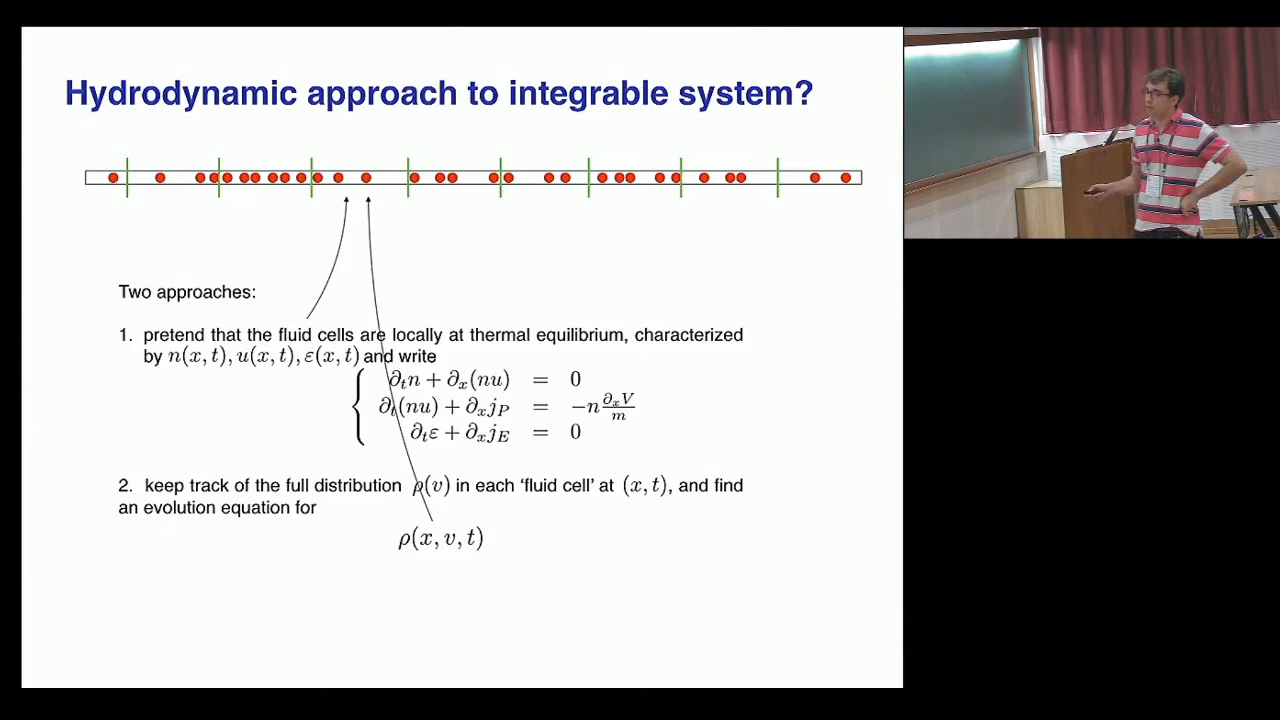 Hydrodynamic approach to integrable system?
Two approaches:
1. pretend that the fluid cells are locally at thermal equilibrium, characterized
by n(x, t), u(x, t), ε(x, t) and write
∂ₜn + ∂ₓ(nu) = 0
∂ₜ(nu) + ∂ₓj_P = −n ∂ₓV/m
∂ₜε + ∂ₓj_E = 0
2. keep track of the full distribution ρ(v) in each ‘fluid cell’ at (x, t), and find
an evolution equation for
ρ(x, v, t)